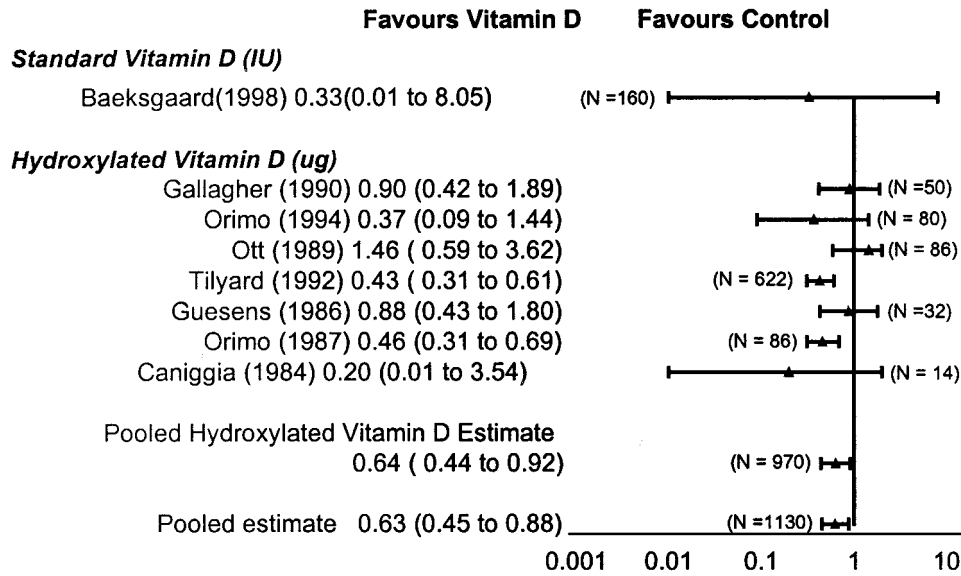 Favours Vitamin D Favours Control
Standard Vitamin D (IU)
Baeksgaard(1998) 0.33(0.01 to 8.05) (N =160)
Hydroxylated Vitamin D (ug)
Gallagher (1990) 0.90 (0.42 to 1.89) (N =50)
Orimo (1994) 0.37 (0.09 to 1.44) (N = 80)
Ott (1989) 1.46 ( 0.59 to 3.62) (N = 86)
Tilyard (1992) 0.43 ( 0.31 to 0.61) (N = 622)
Guesens (1986) 0.88 (0.43 to 1.80) (N =32)
Orimo (1987) 0.46 (0.31 to 0.69) (N = 86)
Caniggia (1984) 0.20 (0.01 to 3.54) (N = 14)
Pooled Hydroxylated Vitamin D Estimate
0.64 ( 0.44 to 0.92) (N = 970)
Pooled estimate 0.63 (0.45 to 0.88) (N =1130)
0.001 0.01 0.1 1 10